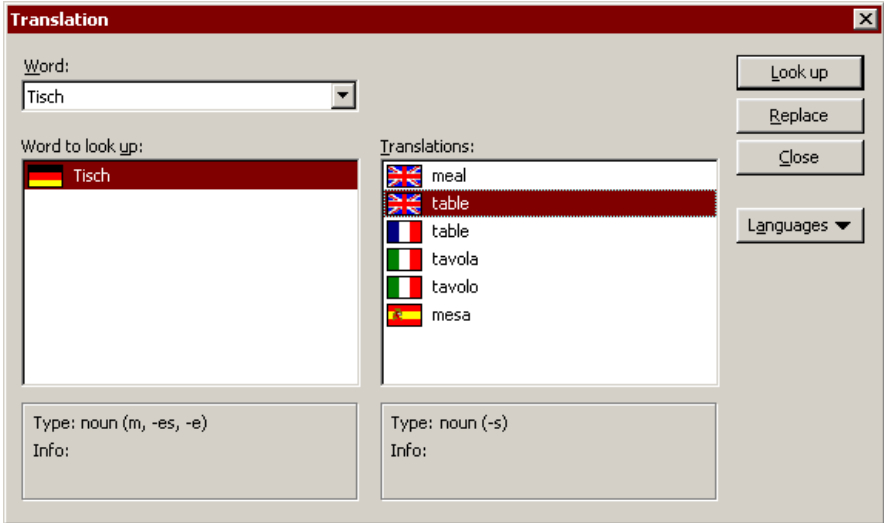 Translation
Word:
Tisch
Look up
Replace
Close
Languages
Word to look up:
Tisch
Translations:
meal
table
table
tavola
tavolo
mesa
Type: noun (m, -es, -e)
Info:
Type: noun (-s)
Info: